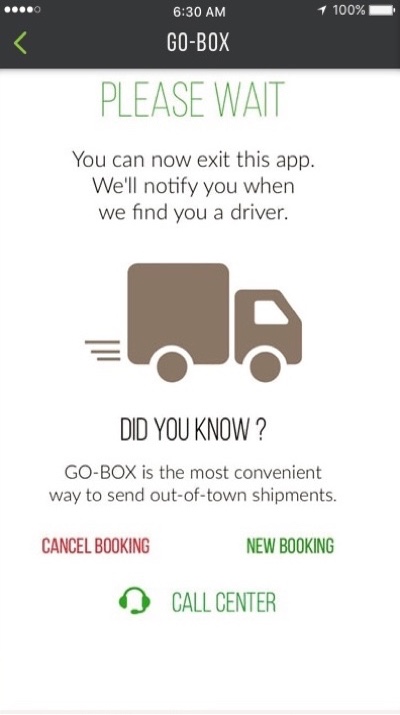 6:30 AM
100%
GO-BOX
PLEASE WAIT
You can now exit this app.
We'll notify you when
we find you a driver.
DID YOU KNOW ?
GO-BOX is the most convenient
way to send out-of-town shipments.
CANCEL BOOKING
NEW BOOKING
CALL CENTER